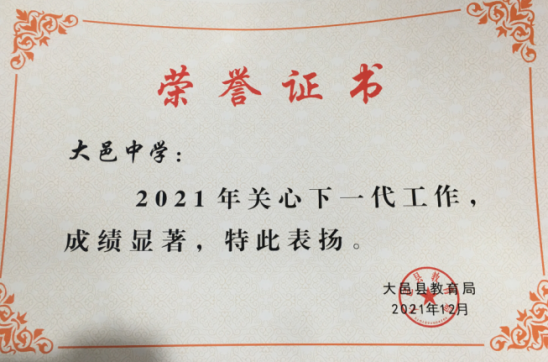 荣誉证书
大邑中学：
2021年关心下一代工作，
成绩显著，特此表扬。
大邑县教育局
2021年12月